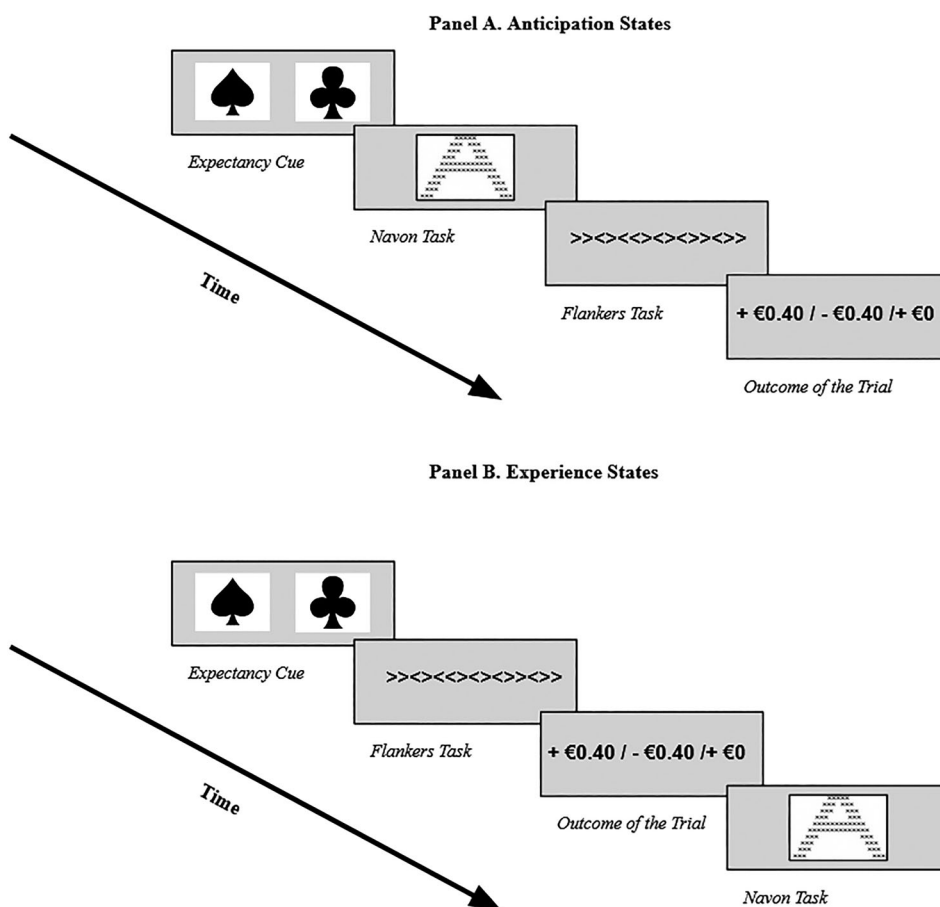 Panel A. Anticipation States
Expectancy Cue
Navon Task
>><><<><><>><>>
Flankers Task
+ €0.40 / - €0.40 /+ €0
Outcome of the Trial
Time
Panel B. Experience States
Expectancy Cue
>><><<><><>><>>
Flankers Task
+ €0.40 / - €0.40 /+ €0
Outcome of the Trial
Time
Navon Task